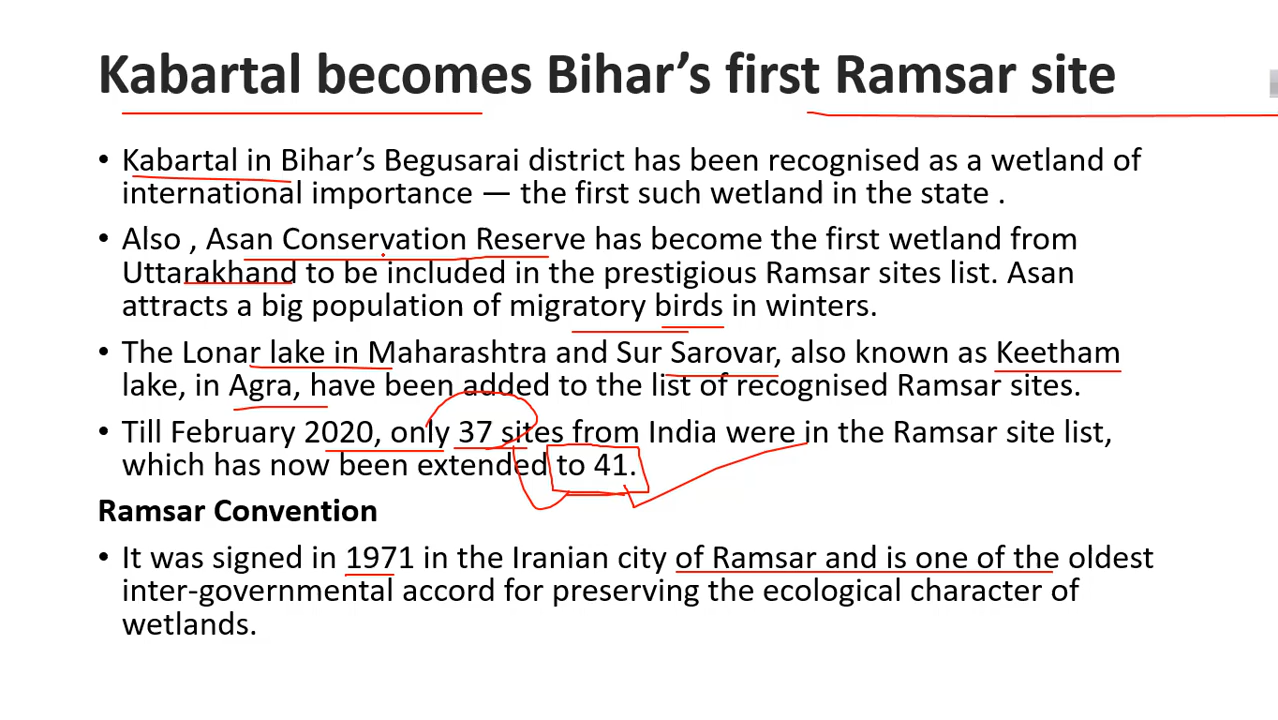 Kabartal becomes Bihar’s first Ramsar site
• Kabartal in Bihar’s Begusarai district has been recognised as a wetland of
international importance — the first such wetland in the state .
• Also , Asan Conservation Reserve has become the first wetland from
Uttarakhand to be included in the prestigious Ramsar sites list. Asan
attracts a big population of migratory birds in winters.
• The Lonar lake in Maharashtra and Sur Sarovar, also known as Keetham
lake, in Agra, have been added to the list of recognised Ramsar sites.
• Till February 2020, only 37 sites from India were in the Ramsar site list,
which has now been extended to 41.
Ramsar Convention
• It was signed in 1971 in the Iranian city of Ramsar and is one of the oldest
inter-governmental accord for preserving the ecological character of
wetlands.